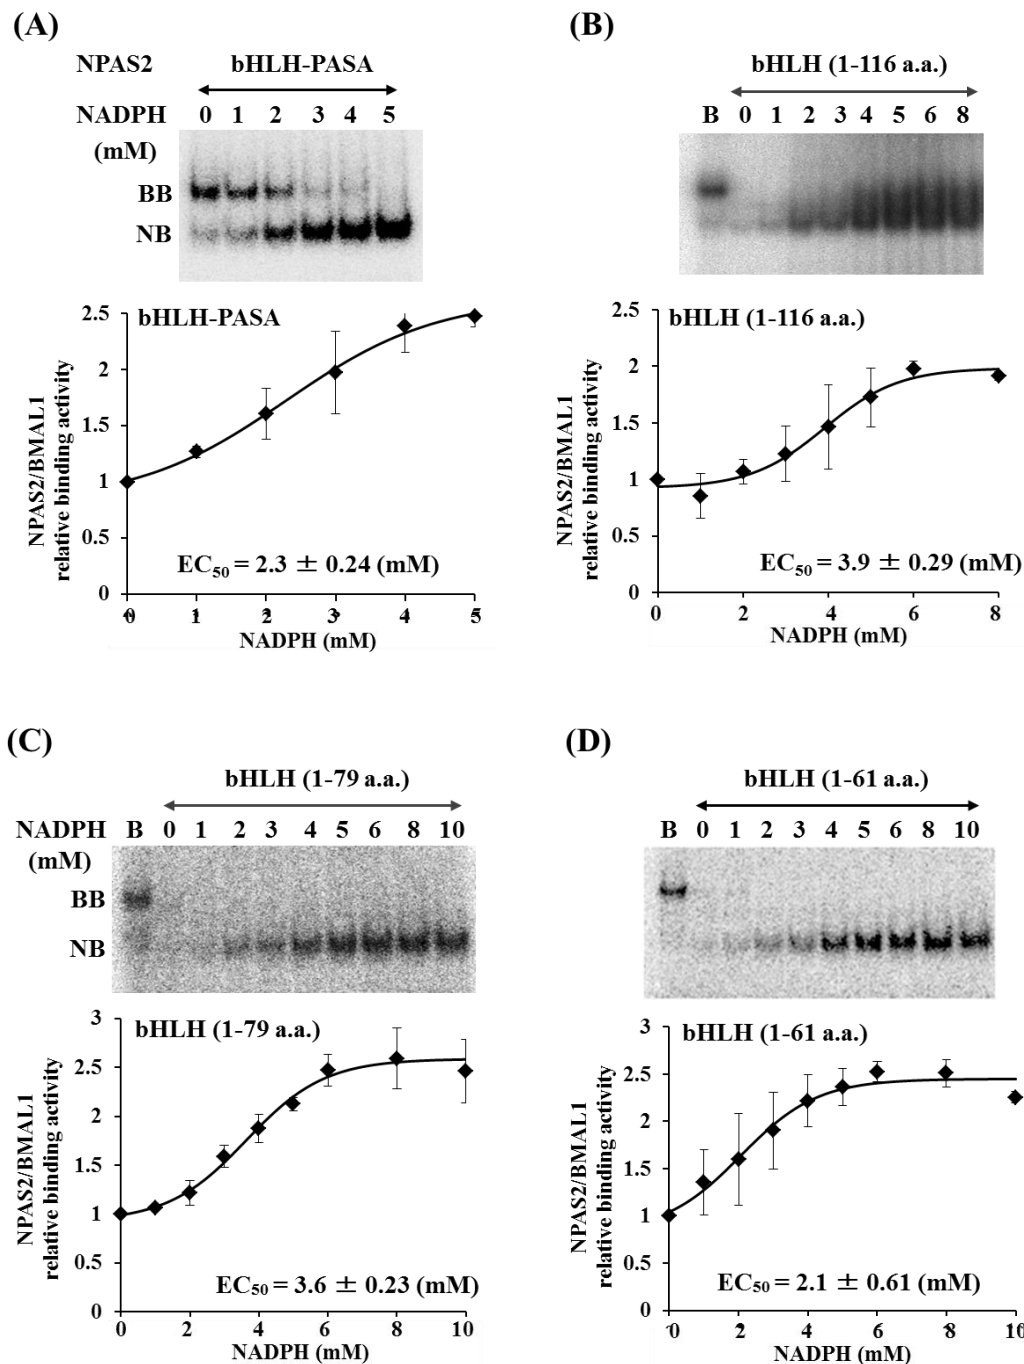 (A)
NPAS2 bHLH-PASA
NADPH 0 1 2 3 4 5
(mM)
BB
NB
2.5
2
1.5
1
0.5
0
bHLH-PASA
NPAS2/BMAL1
relative binding activity
EC50 = 2.3 ± 0.24 (mM)
0 1 2 3 4 5
NADPH (mM)
(B)
bHLH (1-116 a.a.)
B 0 1 2 3 4 5 6 8
2.5
2
1.5
1
0.5
0
bHLH (1-116 a.a.)
NPAS2/BMAL1
relative binding activity
EC50 = 3.9 ± 0.29 (mM)
0 2 4 6 8
NADPH (mM)
(C)
bHLH (1-79 a.a.)
NADPH B 0 1 2 3 4 5 6 8 10
(mM)
BB
NB
3
2.5
2
1.5
1
0.5
0
bHLH (1-79 a.a.)
NPAS2/BMAL1
relative binding activity
EC50 = 3.6 ± 0.23 (mM)
0 2 4 6 8 10
NADPH (mM)
(D)
bHLH (1-61 a.a.)
B 0 1 2 3 4 5 6 8 10
3
2.5
2
1.5
1
0.5
0
bHLH (1-61 a.a.)
NPAS2/BMAL1
relative binding activity
EC50 = 2.1 ± 0.61 (mM)
0 2 4 6 8 10
NADPH (mM)